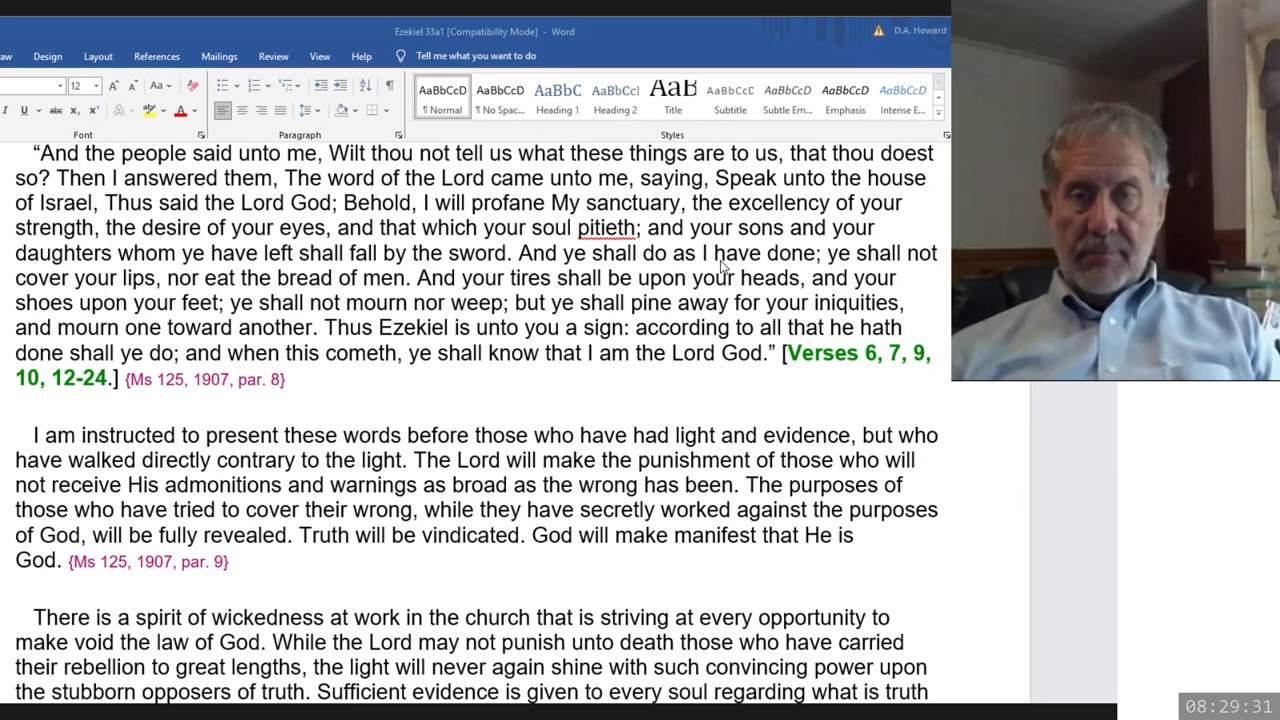 Ezekiel 33a1 [Compatibility Mode] - Word
D.A. Howard
aw Design Layout References Mailings Review View Help Tell me what you want to do
12 A A Aa
AaBbCcD AaBbCcD AaBbC AaBbCcl AaB AaBbCcC AaBbCcD AaBbCcD AaBbCcD
I U abc x₂ x² A A
¶ Normal ¶ No Spac... Heading 1 Heading 2 Title Subtitle Subtle Em... Emphasis Intense E...
Font Paragraph Styles
“And the people said unto me, Wilt thou not tell us what these things are to us, that thou doest
so? Then I answered them, The word of the Lord came unto me, saying, Speak unto the house
of Israel, Thus said the Lord God; Behold, I will profane My sanctuary, the excellency of your
strength, the desire of your eyes, and that which your soul pitieth; and your sons and your
daughters whom ye have left shall fall by the sword. And ye shall do as I have done; ye shall not
cover your lips, nor eat the bread of men. And your tires shall be upon your heads, and your
shoes upon your feet; ye shall not mourn nor weep; but ye shall pine away for your iniquities,
and mourn one toward another. Thus Ezekiel is unto you a sign: according to all that he hath
done shall ye do; and when this cometh, ye shall know that I am the Lord God.” [Verses 6, 7, 9,
10, 12-24.] {Ms 125, 1907, par. 8}
I am instructed to present these words before those who have had light and evidence, but who
have walked directly contrary to the light. The Lord will make the punishment of those who will
not receive His admonitions and warnings as broad as the wrong has been. The purposes of
those who have tried to cover their wrong, while they have secretly worked against the purposes
of God, will be fully revealed. Truth will be vindicated. God will make manifest that He is
God. {Ms 125, 1907, par. 9}
There is a spirit of wickedness at work in the church that is striving at every opportunity to
make void the law of God. While the Lord may not punish unto death those who have carried
their rebellion to great lengths, the light will never again shine with such convincing power upon
the stubborn opposers of truth. Sufficient evidence is given to every soul regarding what is truth
08:29:31